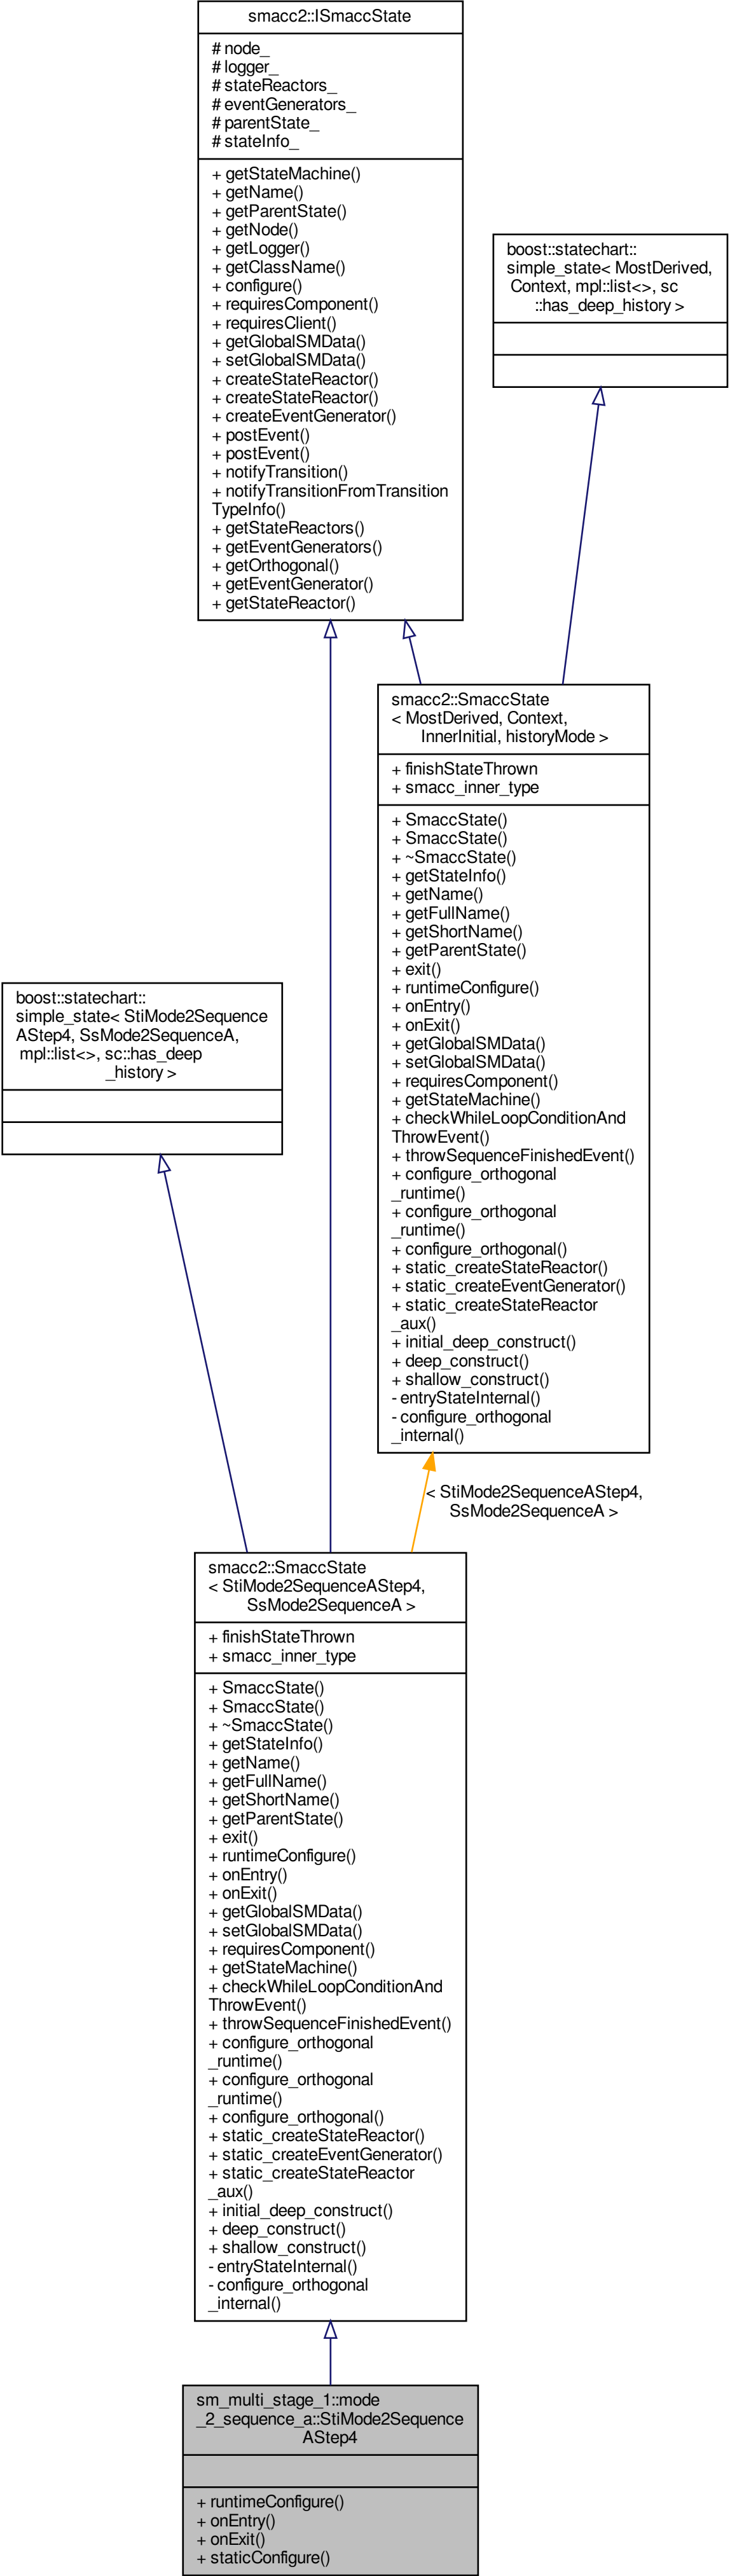 smacc2::ISmaccState
# node_
# logger_
# stateReactors_
# eventGenerators_
# parentState_
# stateInfo_
+ getStateMachine()
+ getName()
+ getParentState()
+ getNode()
+ getLogger()
+ getClassName()
+ configure()
+ requiresComponent()
+ requiresClient()
+ getGlobalSMData()
+ setGlobalSMData()
+ createStateReactor()
+ createStateReactor()
+ createEventGenerator()
+ postEvent()
+ postEvent()
+ notifyTransition()
+ notifyTransitionFromTransition
TypeInfo()
+ getStateReactors()
+ getEventGenerators()
+ getOrthogonal()
+ getEventGenerator()
+ getStateReactor()
boost::statechart::
simple_state< MostDerived,
Context, mpl::list<>, sc
::has_deep_history >
smacc2::SmaccState
< MostDerived, Context,
InnerInitial, historyMode >
+ finishStateThrown
+ smacc_inner_type
+ SmaccState()
+ SmaccState()
+ ~SmaccState()
+ getStateInfo()
+ getName()
+ getFullName()
+ getShortName()
+ getParentState()
+ exit()
+ runtimeConfigure()
+ onEntry()
+ onExit()
+ getGlobalSMData()
+ setGlobalSMData()
+ requiresComponent()
+ getStateMachine()
+ checkWhileLoopConditionAnd
ThrowEvent()
+ throwSequenceFinishedEvent()
+ configure_orthogonal
_runtime()
+ configure_orthogonal
_runtime()
+ configure_orthogonal()
+ static_createStateReactor()
+ static_createEventGenerator()
+ static_createStateReactor
_aux()
+ initial_deep_construct()
+ deep_construct()
+ shallow_construct()
- entryStateInternal()
- configure_orthogonal
_internal()
boost::statechart::
simple_state< StiMode2Sequence
AStep4, SsMode2SequenceA,
mpl::list<>, sc::has_deep
_history >
< StiMode2SequenceAStep4,
SsMode2SequenceA >
smacc2::SmaccState
< StiMode2SequenceAStep4,
SsMode2SequenceA >
+ finishStateThrown
+ smacc_inner_type
+ SmaccState()
+ SmaccState()
+ ~SmaccState()
+ getStateInfo()
+ getName()
+ getFullName()
+ getShortName()
+ getParentState()
+ exit()
+ runtimeConfigure()
+ onEntry()
+ onExit()
+ getGlobalSMData()
+ setGlobalSMData()
+ requiresComponent()
+ getStateMachine()
+ checkWhileLoopConditionAnd
ThrowEvent()
+ throwSequenceFinishedEvent()
+ configure_orthogonal
_runtime()
+ configure_orthogonal
_runtime()
+ configure_orthogonal()
+ static_createStateReactor()
+ static_createEventGenerator()
+ static_createStateReactor
_aux()
+ initial_deep_construct()
+ deep_construct()
+ shallow_construct()
- entryStateInternal()
- configure_orthogonal
_internal()
sm_multi_stage_1::mode
_2_sequence_a::StiMode2Sequence
AStep4
+ runtimeConfigure()
+ onEntry()
+ onExit()
+ staticConfigure()